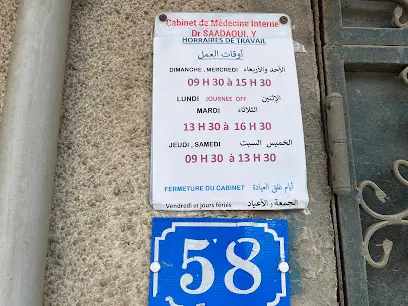 Cabinet de Médecine Interne
Dr SAADAOUI. Y
HORRAIRES DE TRAVAIL
أوقات العمل
DIMANCHE , MERCREDI الأحد والأربعاء
09 H 30 à 15 H 30
LUNDI JOURNEE OFF الإثنين
MARDI الثلاثاء
13 H 30 à 16 H 30
JEUDI , SAMEDI الخميس السبت
09 H 30 à 13 H 30
FERMETURE DU CABINET أيام غلق العيادة
Vendredi et jours fériés الجمعة والأعياد
58